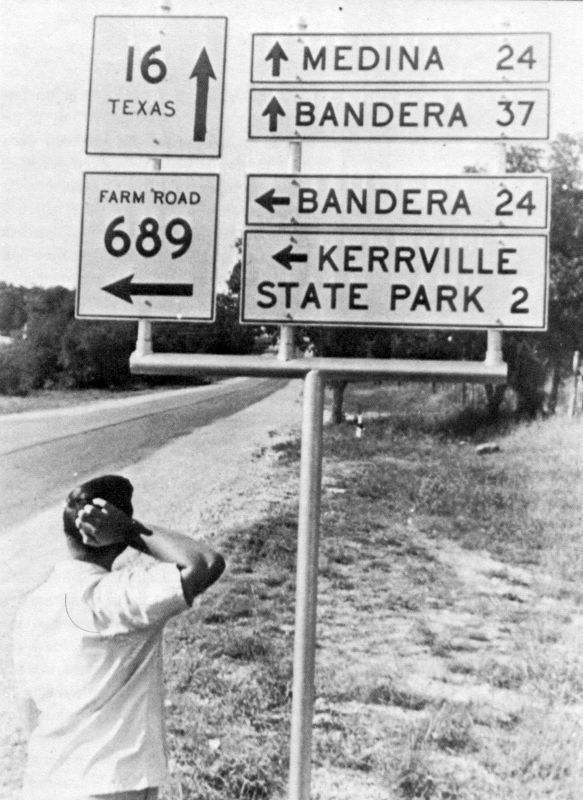 16
TEXAS
MEDINA 24
BANDERA 37
FARM ROAD
689
BANDERA 24
KERRVILLE
STATE PARK 2